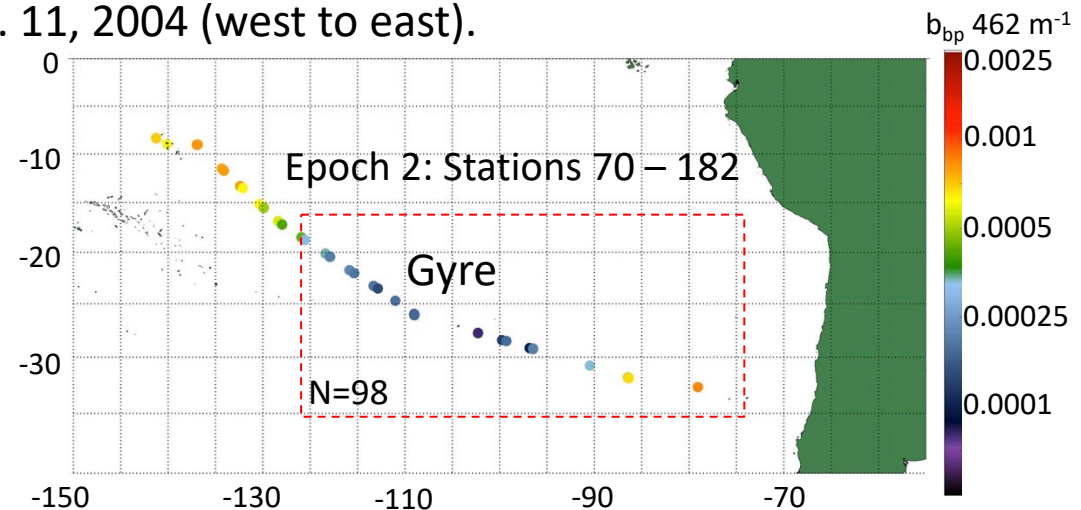 . 11, 2004 (west to east).
b_bp 462 m⁻¹
0
0.0025
0.001
-10
Epoch 2: Stations 70 – 182
0.0005
-20
Gyre
0.00025
-30
N=98
0.0001
-150 -130 -110 -90 -70